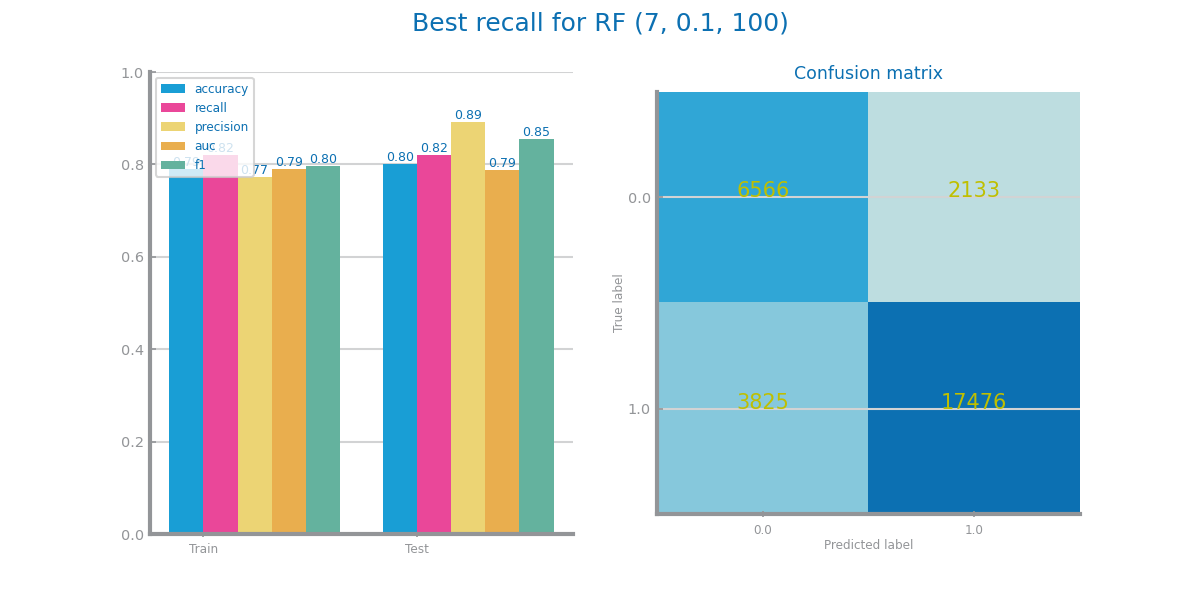 Best recall for RF (7, 0.1, 100)
1.0
0.8
0.6
0.4
0.2
0.0
accuracy
recall
precision
auc
f1
0.79
0.82
0.77
0.79
0.80
0.80
0.82
0.89
0.79
0.85
Train
Test
Confusion matrix
True label
0.0
1.0
6566
2133
3825
17476
0.0
1.0
Predicted label